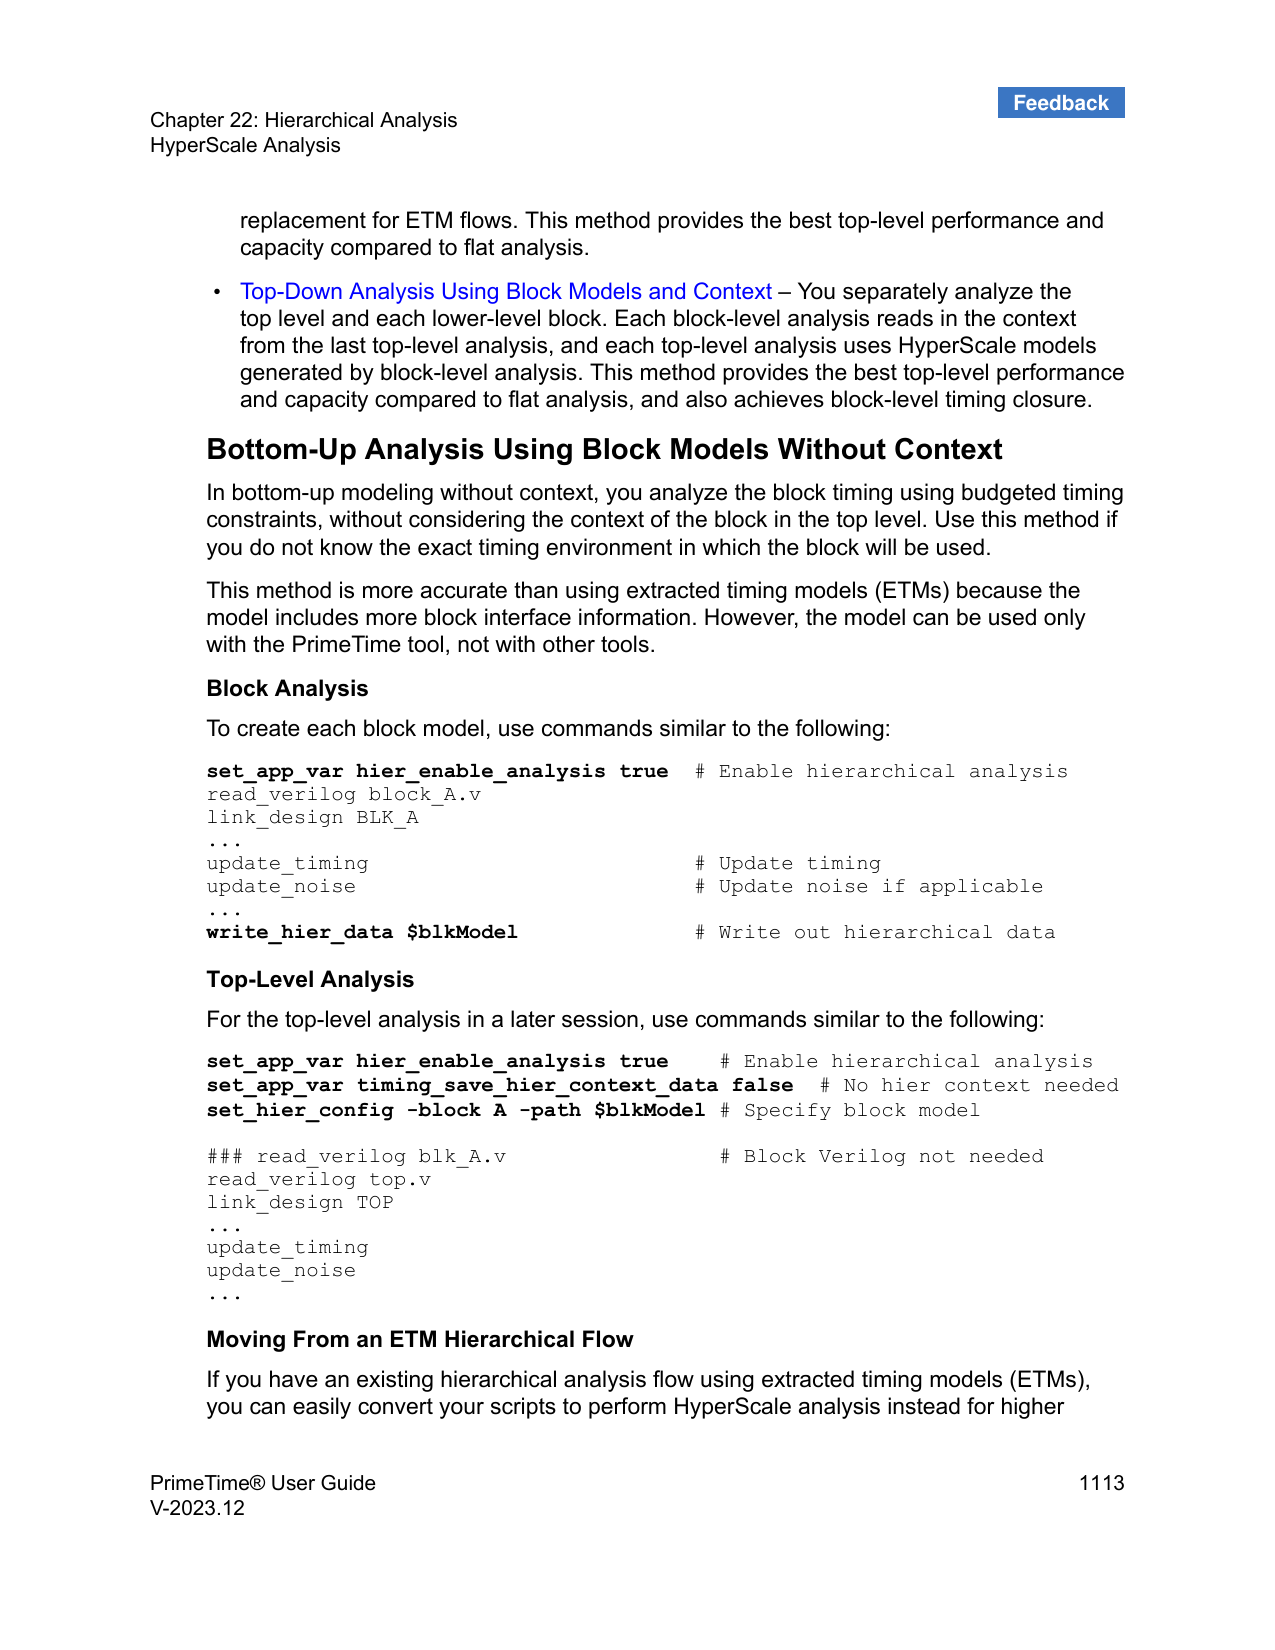 Feedback
Chapter 22: Hierarchical Analysis
HyperScale Analysis
replacement for ETM flows. This method provides the best top-level performance and
capacity compared to flat analysis.
• Top-Down Analysis Using Block Models and Context – You separately analyze the
top level and each lower-level block. Each block-level analysis reads in the context
from the last top-level analysis, and each top-level analysis uses HyperScale models
generated by block-level analysis. This method provides the best top-level performance
and capacity compared to flat analysis, and also achieves block-level timing closure.
Bottom-Up Analysis Using Block Models Without Context
In bottom-up modeling without context, you analyze the block timing using budgeted timing
constraints, without considering the context of the block in the top level. Use this method if
you do not know the exact timing environment in which the block will be used.
This method is more accurate than using extracted timing models (ETMs) because the
model includes more block interface information. However, the model can be used only
with the PrimeTime tool, not with other tools.
Block Analysis
To create each block model, use commands similar to the following:
set_app_var hier_enable_analysis true  # Enable hierarchical analysis
read_verilog block_A.v
link_design BLK_A
...
update_timing                          # Update timing
update_noise                           # Update noise if applicable
...
write_hier_data $blkModel              # Write out hierarchical data
Top-Level Analysis
For the top-level analysis in a later session, use commands similar to the following:
set_app_var hier_enable_analysis true    # Enable hierarchical analysis
set_app_var timing_save_hier_context_data false  # No hier context needed
set_hier_config -block A -path $blkModel # Specify block model
### read_verilog blk_A.v                 # Block Verilog not needed
read_verilog top.v
link_design TOP
...
update_timing
update_noise
...
Moving From an ETM Hierarchical Flow
If you have an existing hierarchical analysis flow using extracted timing models (ETMs),
you can easily convert your scripts to perform HyperScale analysis instead for higher
PrimeTime® User Guide 1113
V-2023.12